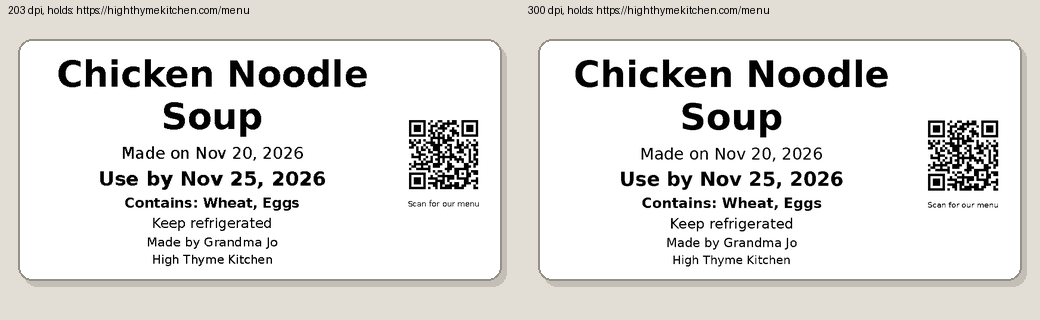 203 dpi, holds: https://highthymekitchen.com/menu
Chicken Noodle
Soup
Made on Nov 20, 2026
Use by Nov 25, 2026
Contains: Wheat, Eggs
Keep refrigerated
Made by Grandma Jo
High Thyme Kitchen
Scan for our menu
300 dpi, holds: https://highthymekitchen.com/menu
Chicken Noodle
Soup
Made on Nov 20, 2026
Use by Nov 25, 2026
Contains: Wheat, Eggs
Keep refrigerated
Made by Grandma Jo
High Thyme Kitchen
Scan for our menu